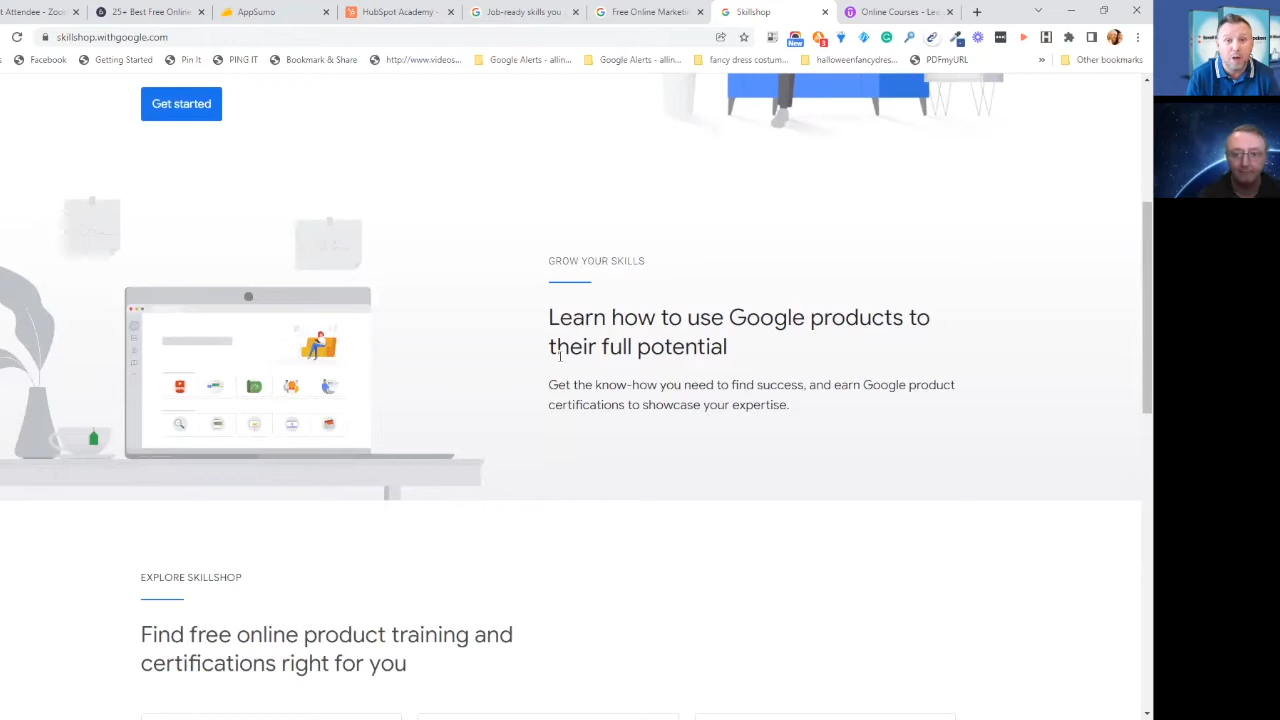 t Attendee - Zoo
25+ Best Free Online
AppSumo
HubSpot Academy -
Job-ready skills you
Free Online Marketi
Skillshop
Online Courses - Lea
skillshop.withgoogle.com
New
3
Facebook
Getting Started
Pin It
PING IT
Bookmark & Share
http://www.videos...
Google Alerts - allin...
Google Alerts - allin...
fancy dress costum...
halloweenfancydres...
PDFmyURL
Other bookmarks
Get started
GROW YOUR SKILLS
Learn how to use Google products to
their full potential
Get the know-how you need to find success, and earn Google product
certifications to showcase your expertise.
EXPLORE SKILLSHOP
Find free online product training and
certifications right for you